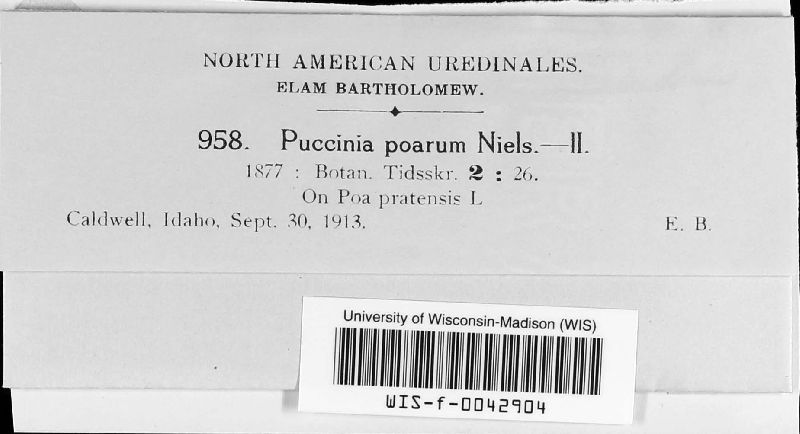 NORTH AMERICAN UREDINALES.
ELAM BARTHOLOMEW.
958. Puccinia poarum Niels.—II.
1877 : Botan. Tidsskr. 2 : 26.
On Poa pratensis L
Caldwell, Idaho, Sept. 30, 1913. E. B.
University of Wisconsin-Madison (WIS)
WIS-f-0042904